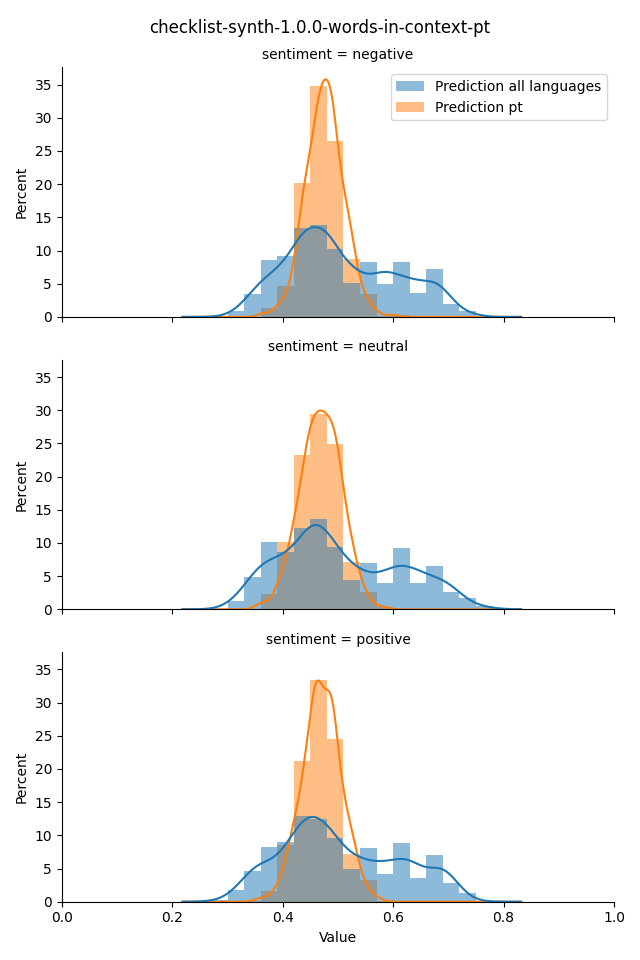 checklist-synth-1.0.0-words-in-context-pt
sentiment = negative
Prediction all languages
Prediction pt
35
30
25
20
15
10
5
0
Percent
sentiment = neutral
35
30
25
20
15
10
5
0
Percent
sentiment = positive
35
30
25
20
15
10
5
0
Percent
0.0 0.2 0.4 0.6 0.8 1.0
Value